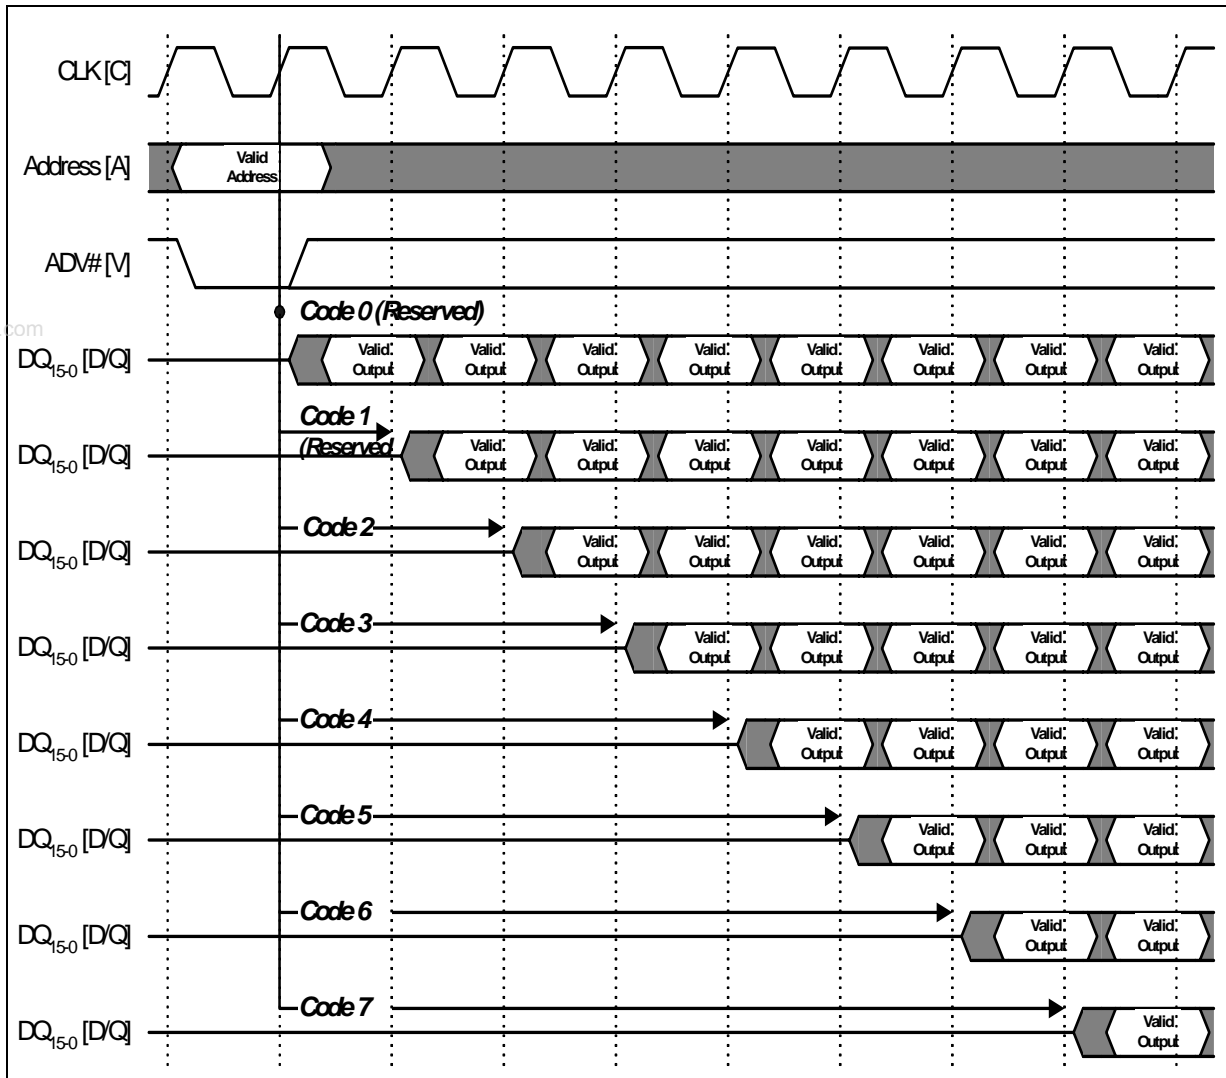 CLK [C]
Valid
Address [A]
Address
ADV# [V]
Code 0 (Reserved)
.com
Valid Valid Valid Valid Valid Valid Valid Valid
DQ15-0 [D/Q]
Output Output Output Output Output Output Output Output
Code 1
(Reserved
Valid Valid Valid Valid Valid Valid Valid
DQ15-0 [D/Q]
Output Output Output Output Output Output Output
Code 2
Valid Valid Valid Valid Valid Valid
DQ15-0 [D/Q]
Output Output Output Output Output Output
Code 3
Valid Valid Valid Valid Valid
DQ15-0 [D/Q]
Output Output Output Output Output
Code 4
Valid Valid Valid Valid
DQ15-0 [D/Q]
Output Output Output Output
Code 5
Valid Valid Valid
DQ15-0 [D/Q]
Output Output Output
Code 6
Valid Valid
DQ15-0 [D/Q]
Output Output
Code 7
Valid
DQ15-0 [D/Q]
Output